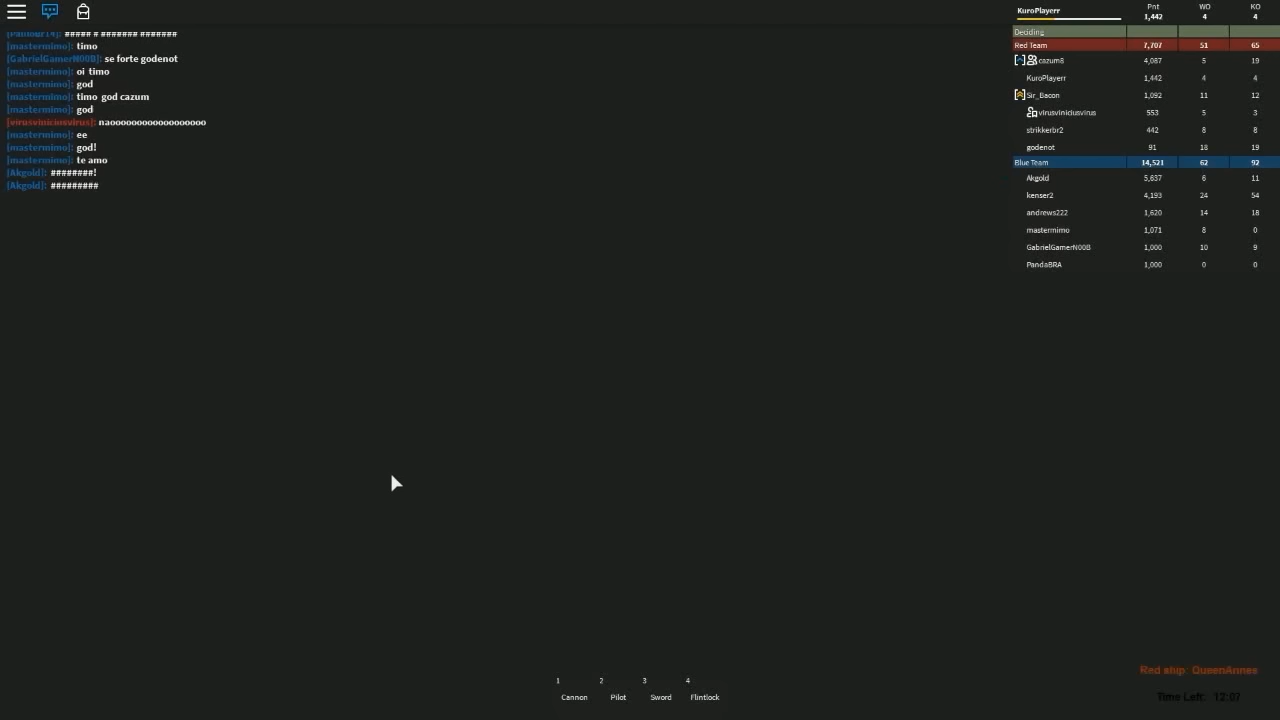 [Pamour14]: ##### # ####### #######
[mastermimo]: timo
[GabrielGamerN00B]: se forte godenot
[mastermimo]: oi timo
[mastermimo]: god
[mastermimo]: timo god cazum
[mastermimo]: god
[virusviniciusvirus]: naoooooooooooooooooo
[mastermimo]: ee
[mastermimo]: god!
[mastermimo]: te amo
[Akgold]: ########!
[Akgold]: #########
KuroPlayerr Pnt WO KO
1,442 4 4
Deciding
Red Team 7,707 51 65
cazum8 4,087 5 19
KuroPlayerr 1,442 4 4
Sir_Bacon 1,092 11 12
virusviniciusvirus 553 5 3
strikkerbr2 442 8 8
godenot 91 18 19
Blue Team 14,521 62 92
Akgold 5,637 6 11
kenser2 4,193 24 54
andrews222 1,620 14 18
mastermimo 1,071 8 0
GabrielGamerN00B 1,000 10 9
PandaBRA 1,000 0 0
Red ship: QueenAnnes
Time Left: 12:07
1 2 3 4
Cannon Pilot Sword Flintlock